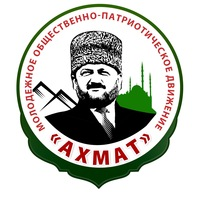 МОЛОДЕЖНОЕ ОБЩЕСТВЕННО-ПАТРИОТИЧЕСКОЕ ДВИЖЕНИЕ
«АХМАТ»